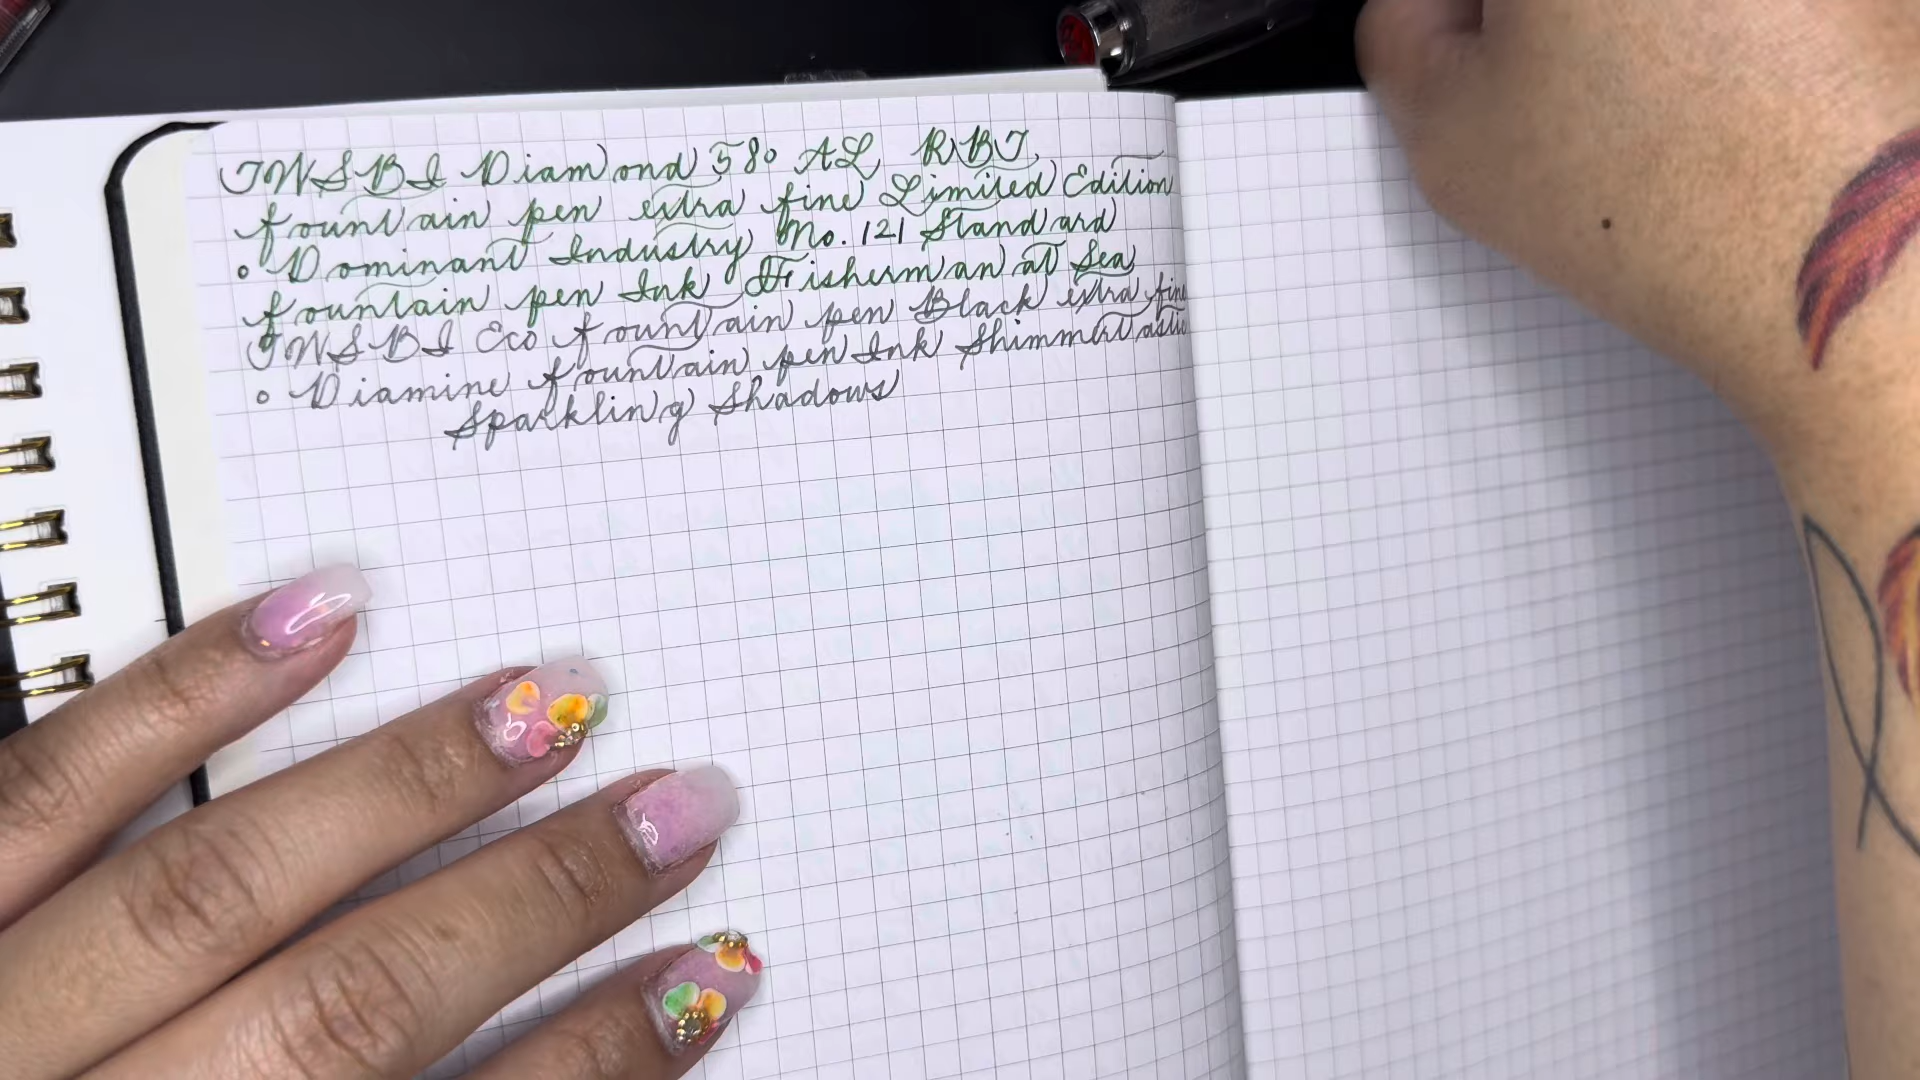 TWSBI Diamond 580 AL RBT
fountain pen extra fine Limited Edition
• Dominant Industry No. 121 Standard
fountain pen Ink Fisherman at Sea
TWSBI Eco fountain pen Black extra fine
• Diamine fountain pen Ink Shimmertastic
Sparkling Shadows